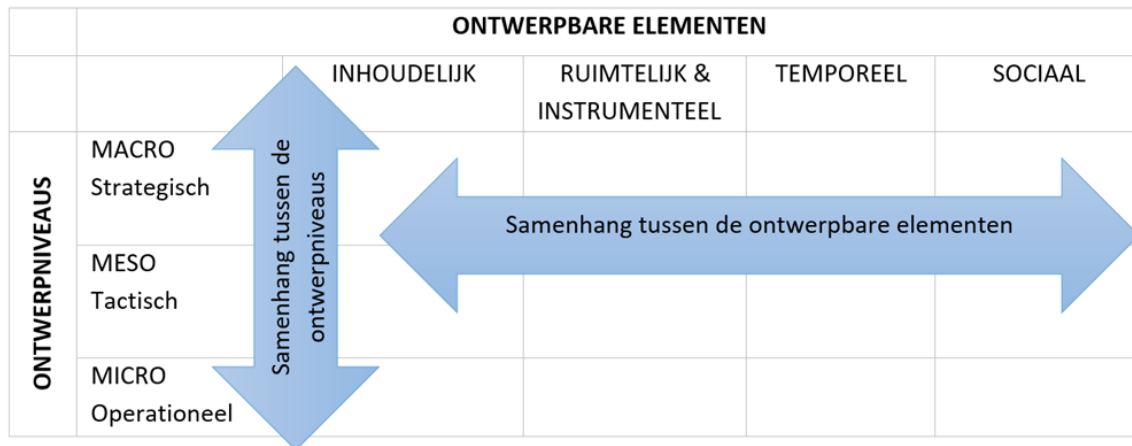 ONTWERPBARE ELEMENTEN
INHOUDELIJK
RUIMTELIJK &
INSTRUMENTEEL
TEMPOREEL
SOCIAAL
ONTWERPNIVEAUS
MACRO
Strategisch
MESO
Tactisch
MICRO
Operationeel
Samenhang tussen de
ontwerpniveaus
Samenhang tussen de ontwerpbare elementen